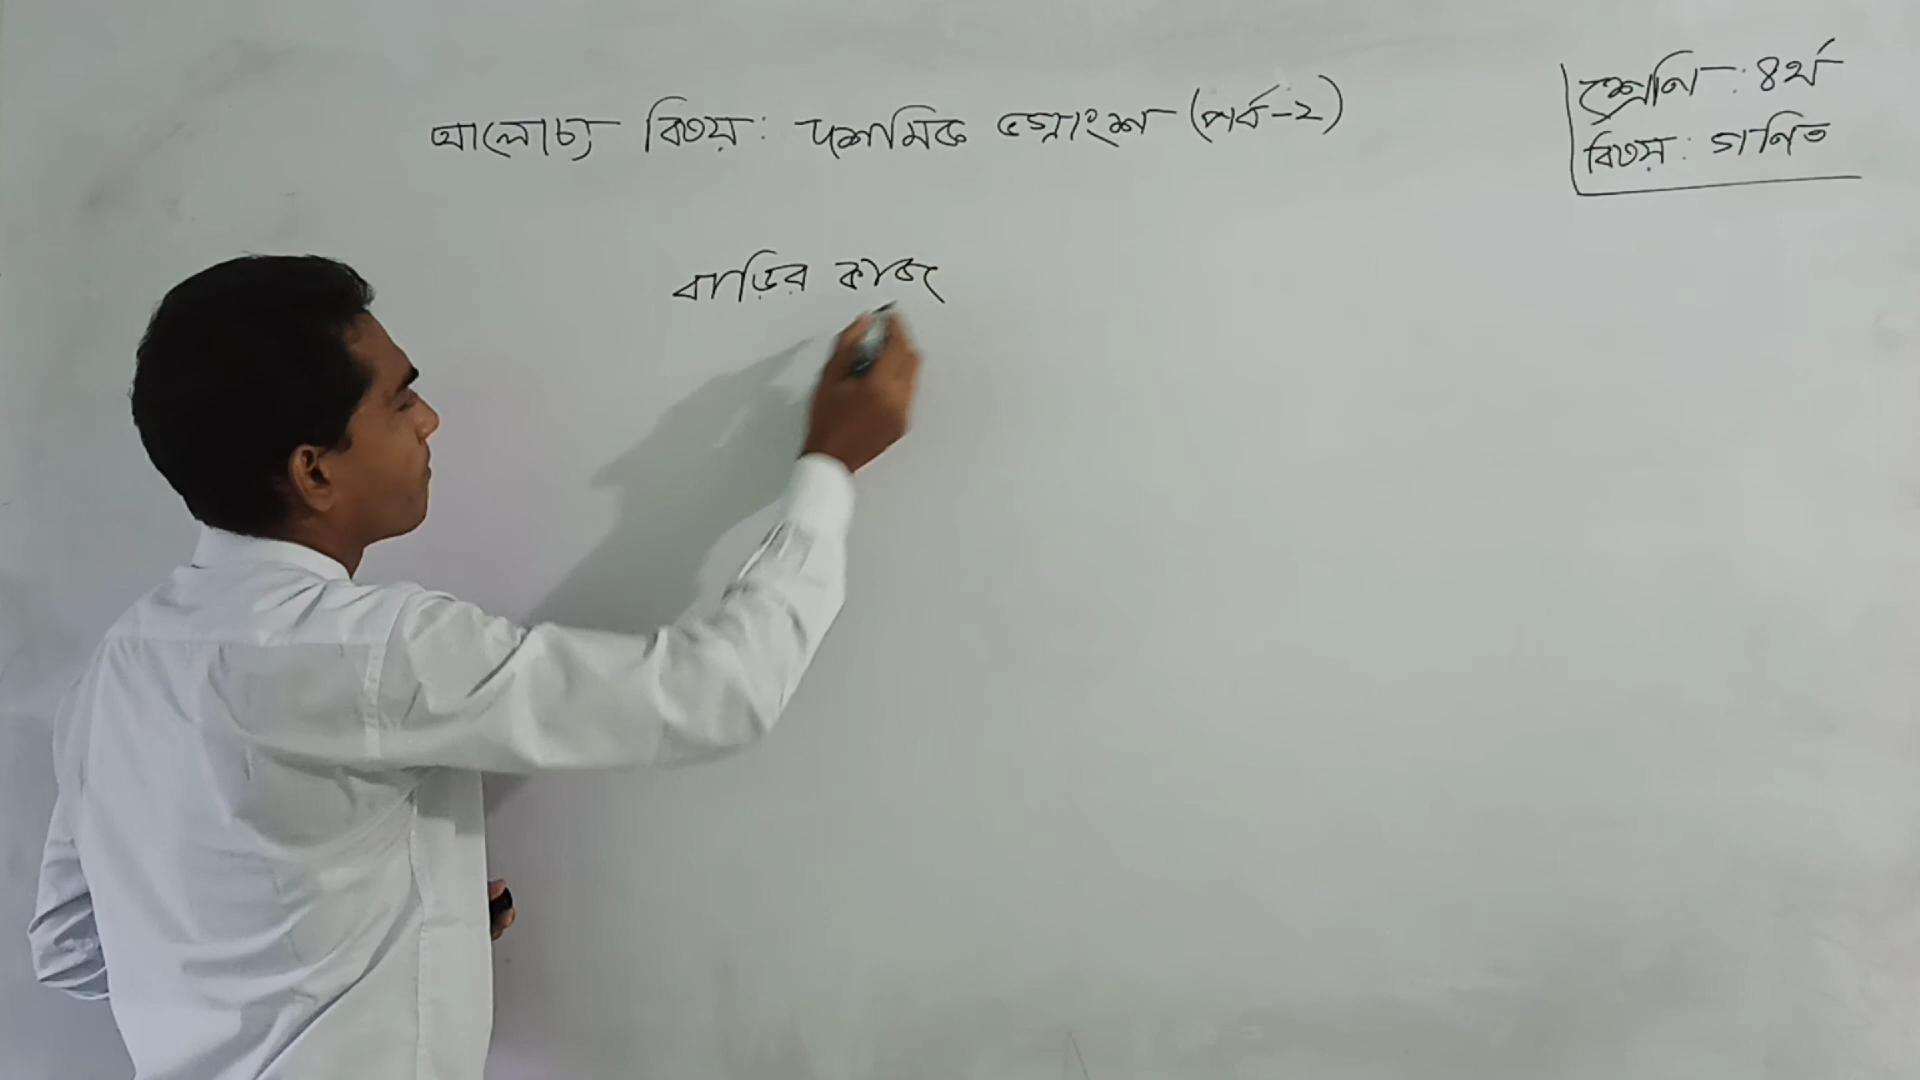 আলোচ্য বিষয়: দশমিক ভগ্নাংশ (পর্ব-২)
শ্রেণি: ৪র্থ
বিষয়: গণিত
বাড়ির কাজ